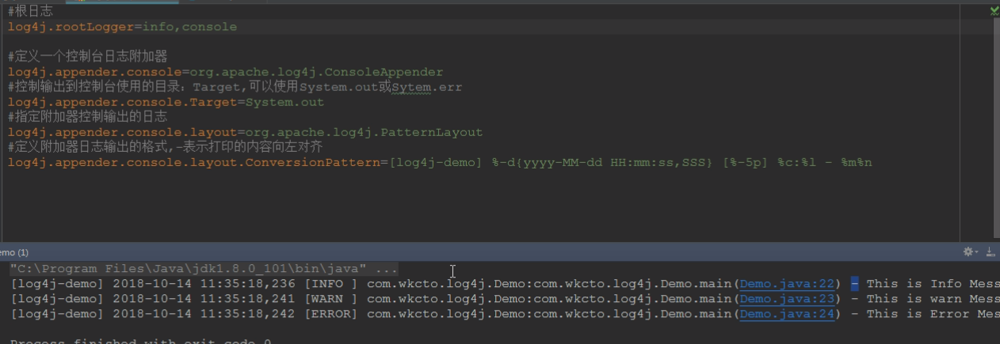 #根日志
log4j.rootLogger=info,console
#定义一个控制台日志附加器
log4j.appender.console=org.apache.log4j.ConsoleAppender
#控制输出到控制台使用的目录：Target,可以使用System.out或Sytem.err
log4j.appender.console.Target=System.out
#指定附加器控制输出的日志
log4j.appender.console.layout=org.apache.log4j.PatternLayout
#定义附加器日志输出的格式,-表示打印的内容向左对齐
log4j.appender.console.layout.ConversionPattern=[log4j-demo] %-d{yyyy-MM-dd HH:mm:ss,SSS} [%-5p] %c:%l - %m%n
emo (1)
"C:\Program Files\Java\jdk1.8.0_101\bin\java" ...
[log4j-demo] 2018-10-14 11:35:18,236 [INFO ] com.wkcto.log4j.Demo:com.wkcto.log4j.Demo.main(Demo.java:22) - This is Info Mess
[log4j-demo] 2018-10-14 11:35:18,241 [WARN ] com.wkcto.log4j.Demo:com.wkcto.log4j.Demo.main(Demo.java:23) - This is warn Mess
[log4j-demo] 2018-10-14 11:35:18,242 [ERROR] com.wkcto.log4j.Demo:com.wkcto.log4j.Demo.main(Demo.java:24) - This is Error Mess
Process finished with exit code 0